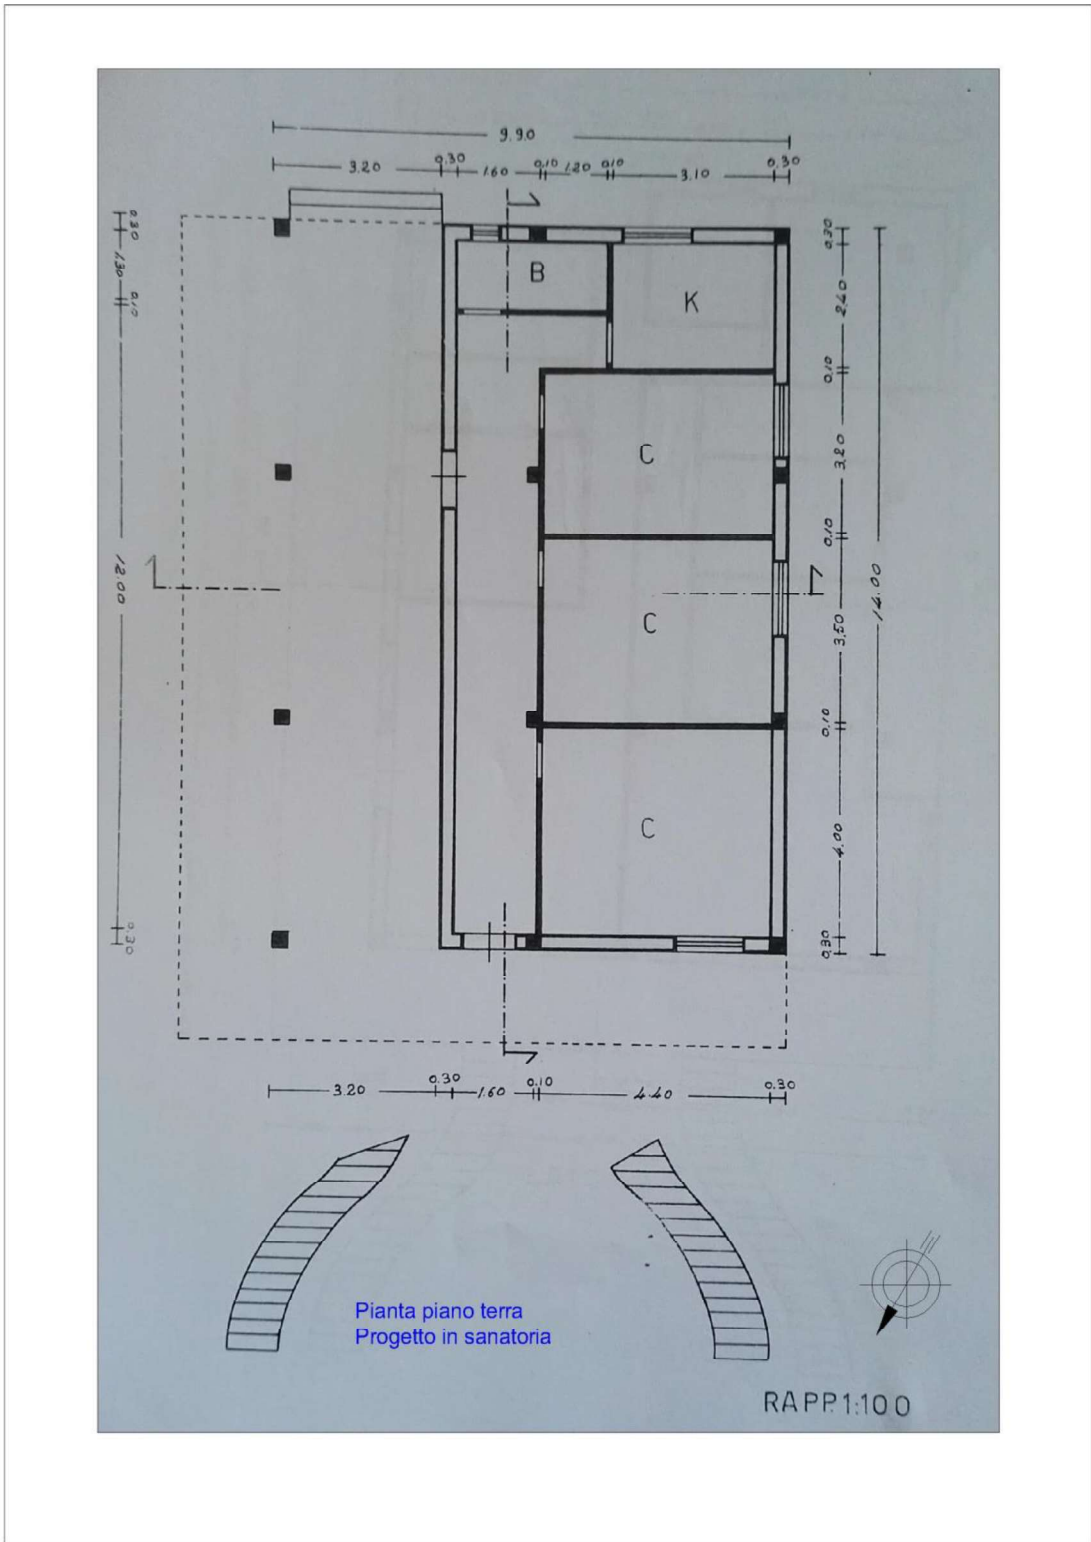 9.90
3.20 0.30 1.60 0.10 1.20 0.10 3.10 0.30
0.30
1.30
0.10
12.00
0.30
B
K
C
C
C
0.30
2.40
0.10
3.20
0.10
3.50
0.10
4.00
0.30
14.00
3.20 0.30 1.60 0.10 4.40 0.30
Pianta piano terra
Progetto in sanatoria
RAPP.1:100